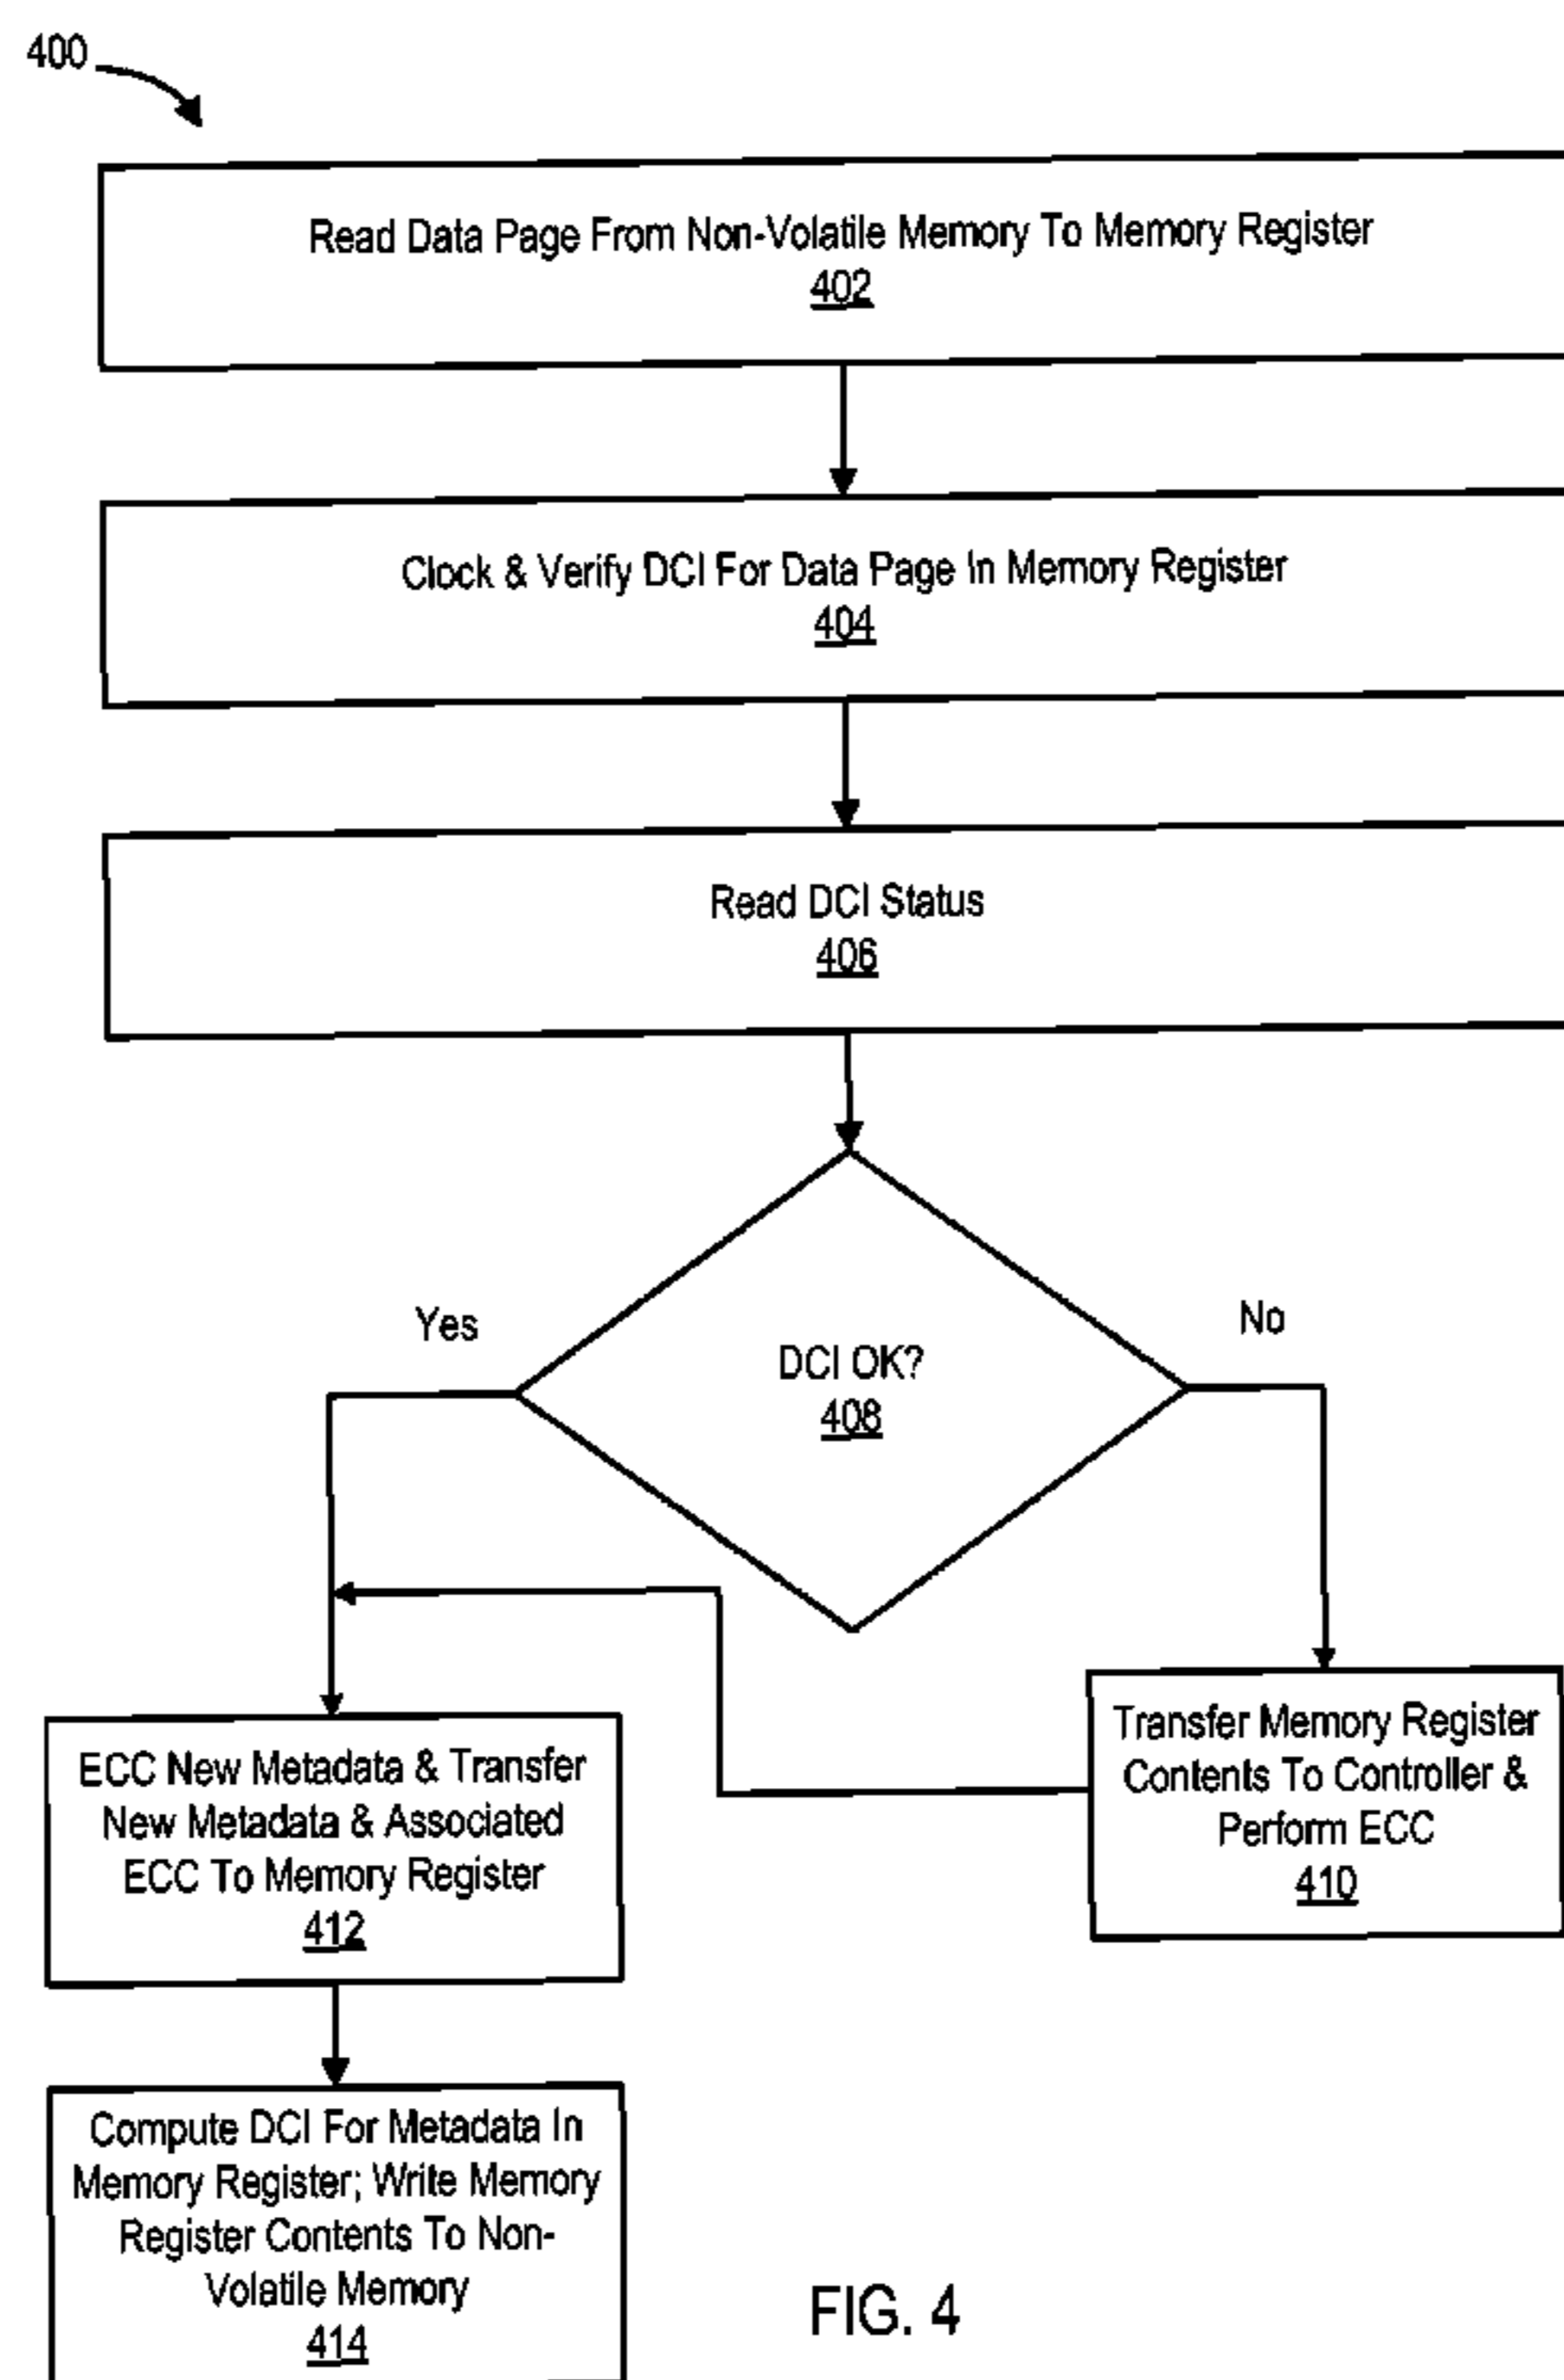 400
Read Data Page From Non-Volatile Memory To Memory Register
402
Clock & Verify DCI For Data Page In Memory Register
404
Read DCI Status
406
Yes
No
DCI OK?
408
Transfer Memory Register
Contents To Controller &
Perform ECC
410
ECC New Metadata & Transfer
New Metadata & Associated
ECC To Memory Register
412
Compute DCI For Metadata In
Memory Register; Write Memory
Register Contents To Non-
Volatile Memory
414
FIG. 4